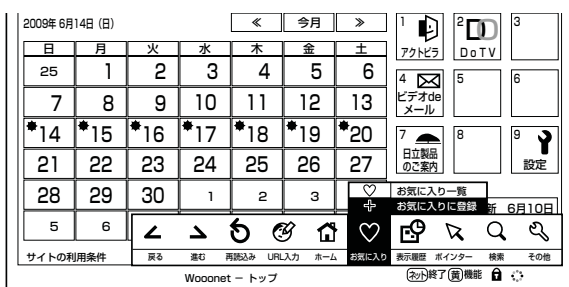 2009年 6月14日（日）
≪ 今月 ≫
日 月 火 水 木 金 土
25 1 2 3 4 5 6
7 8 9 10 11 12 13
14 15 16 17 18 19 20
21 22 23 24 25 26 27
28 29 30 1 2 3
5 6
サイトの利用条件
1
アクトビラ
2
DoTV
3
4
ビデオde
メール
5
6
7
日立製品
のご案内
8
9
設定
お気に入り一覧
お気に入りに登録
新 6月10日
戻る 進む 再読込み URL入力 ホーム お気に入り 表示履歴 ポインター 検索 その他
Wooonet − トップ
ネット終了 黄機能